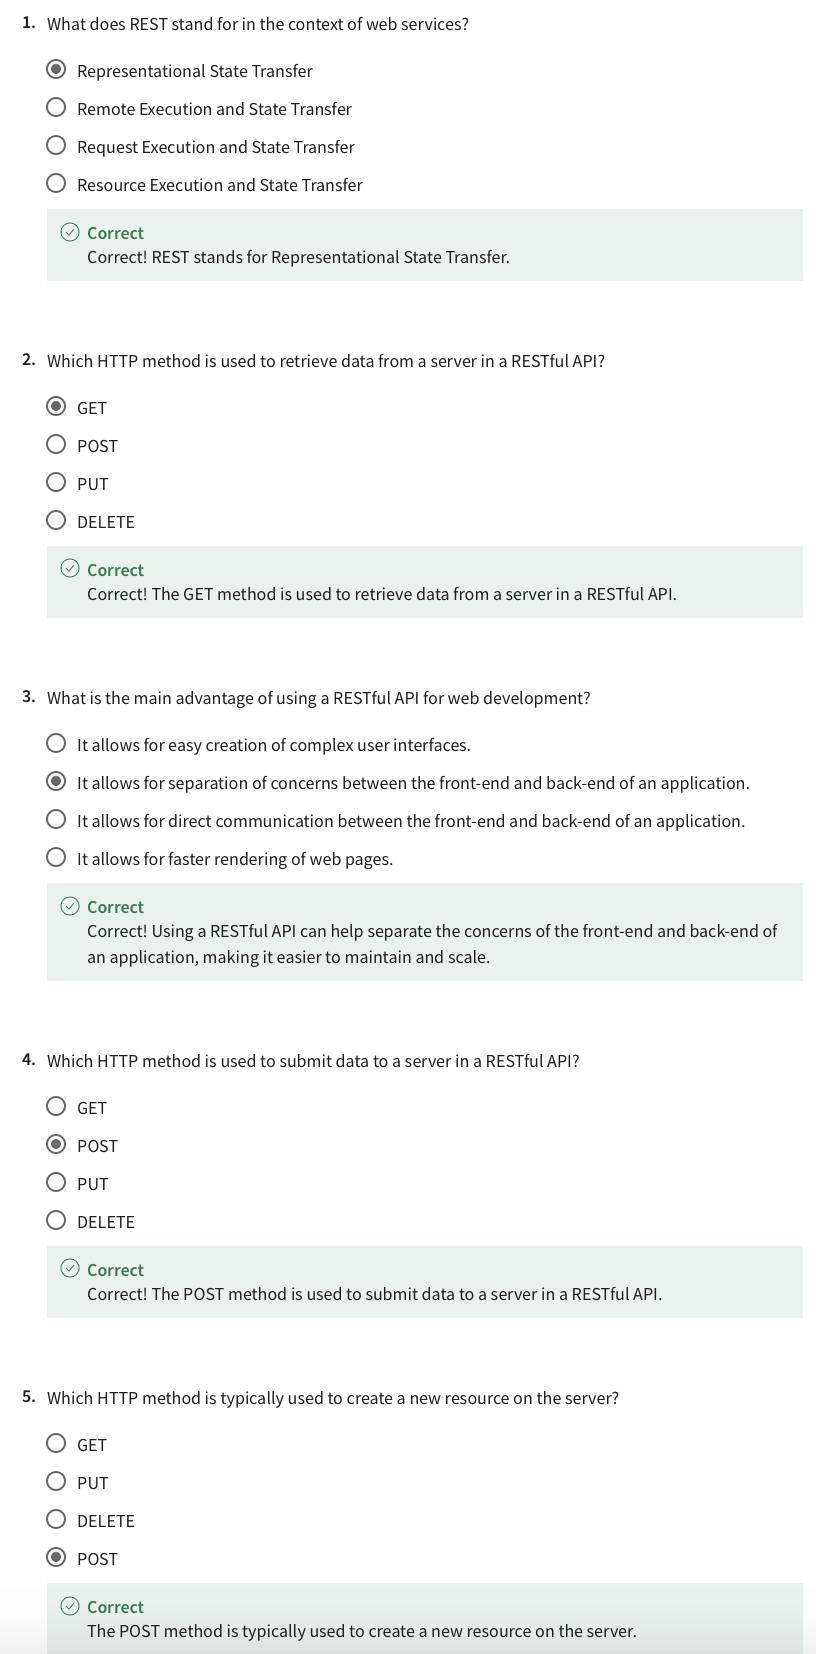 1. What does REST stand for in the context of web services?
Representational State Transfer
Remote Execution and State Transfer
Request Execution and State Transfer
Resource Execution and State Transfer
Correct
Correct! REST stands for Representational State Transfer.
2. Which HTTP method is used to retrieve data from a server in a RESTful API?
GET
POST
PUT
DELETE
Correct
Correct! The GET method is used to retrieve data from a server in a RESTful API.
3. What is the main advantage of using a RESTful API for web development?
It allows for easy creation of complex user interfaces.
It allows for separation of concerns between the front-end and back-end of an application.
It allows for direct communication between the front-end and back-end of an application.
It allows for faster rendering of web pages.
Correct
Correct! Using a RESTful API can help separate the concerns of the front-end and back-end of
an application, making it easier to maintain and scale.
4. Which HTTP method is used to submit data to a server in a RESTful API?
GET
POST
PUT
DELETE
Correct
Correct! The POST method is used to submit data to a server in a RESTful API.
5. Which HTTP method is typically used to create a new resource on the server?
GET
PUT
DELETE
POST
Correct
The POST method is typically used to create a new resource on the server.